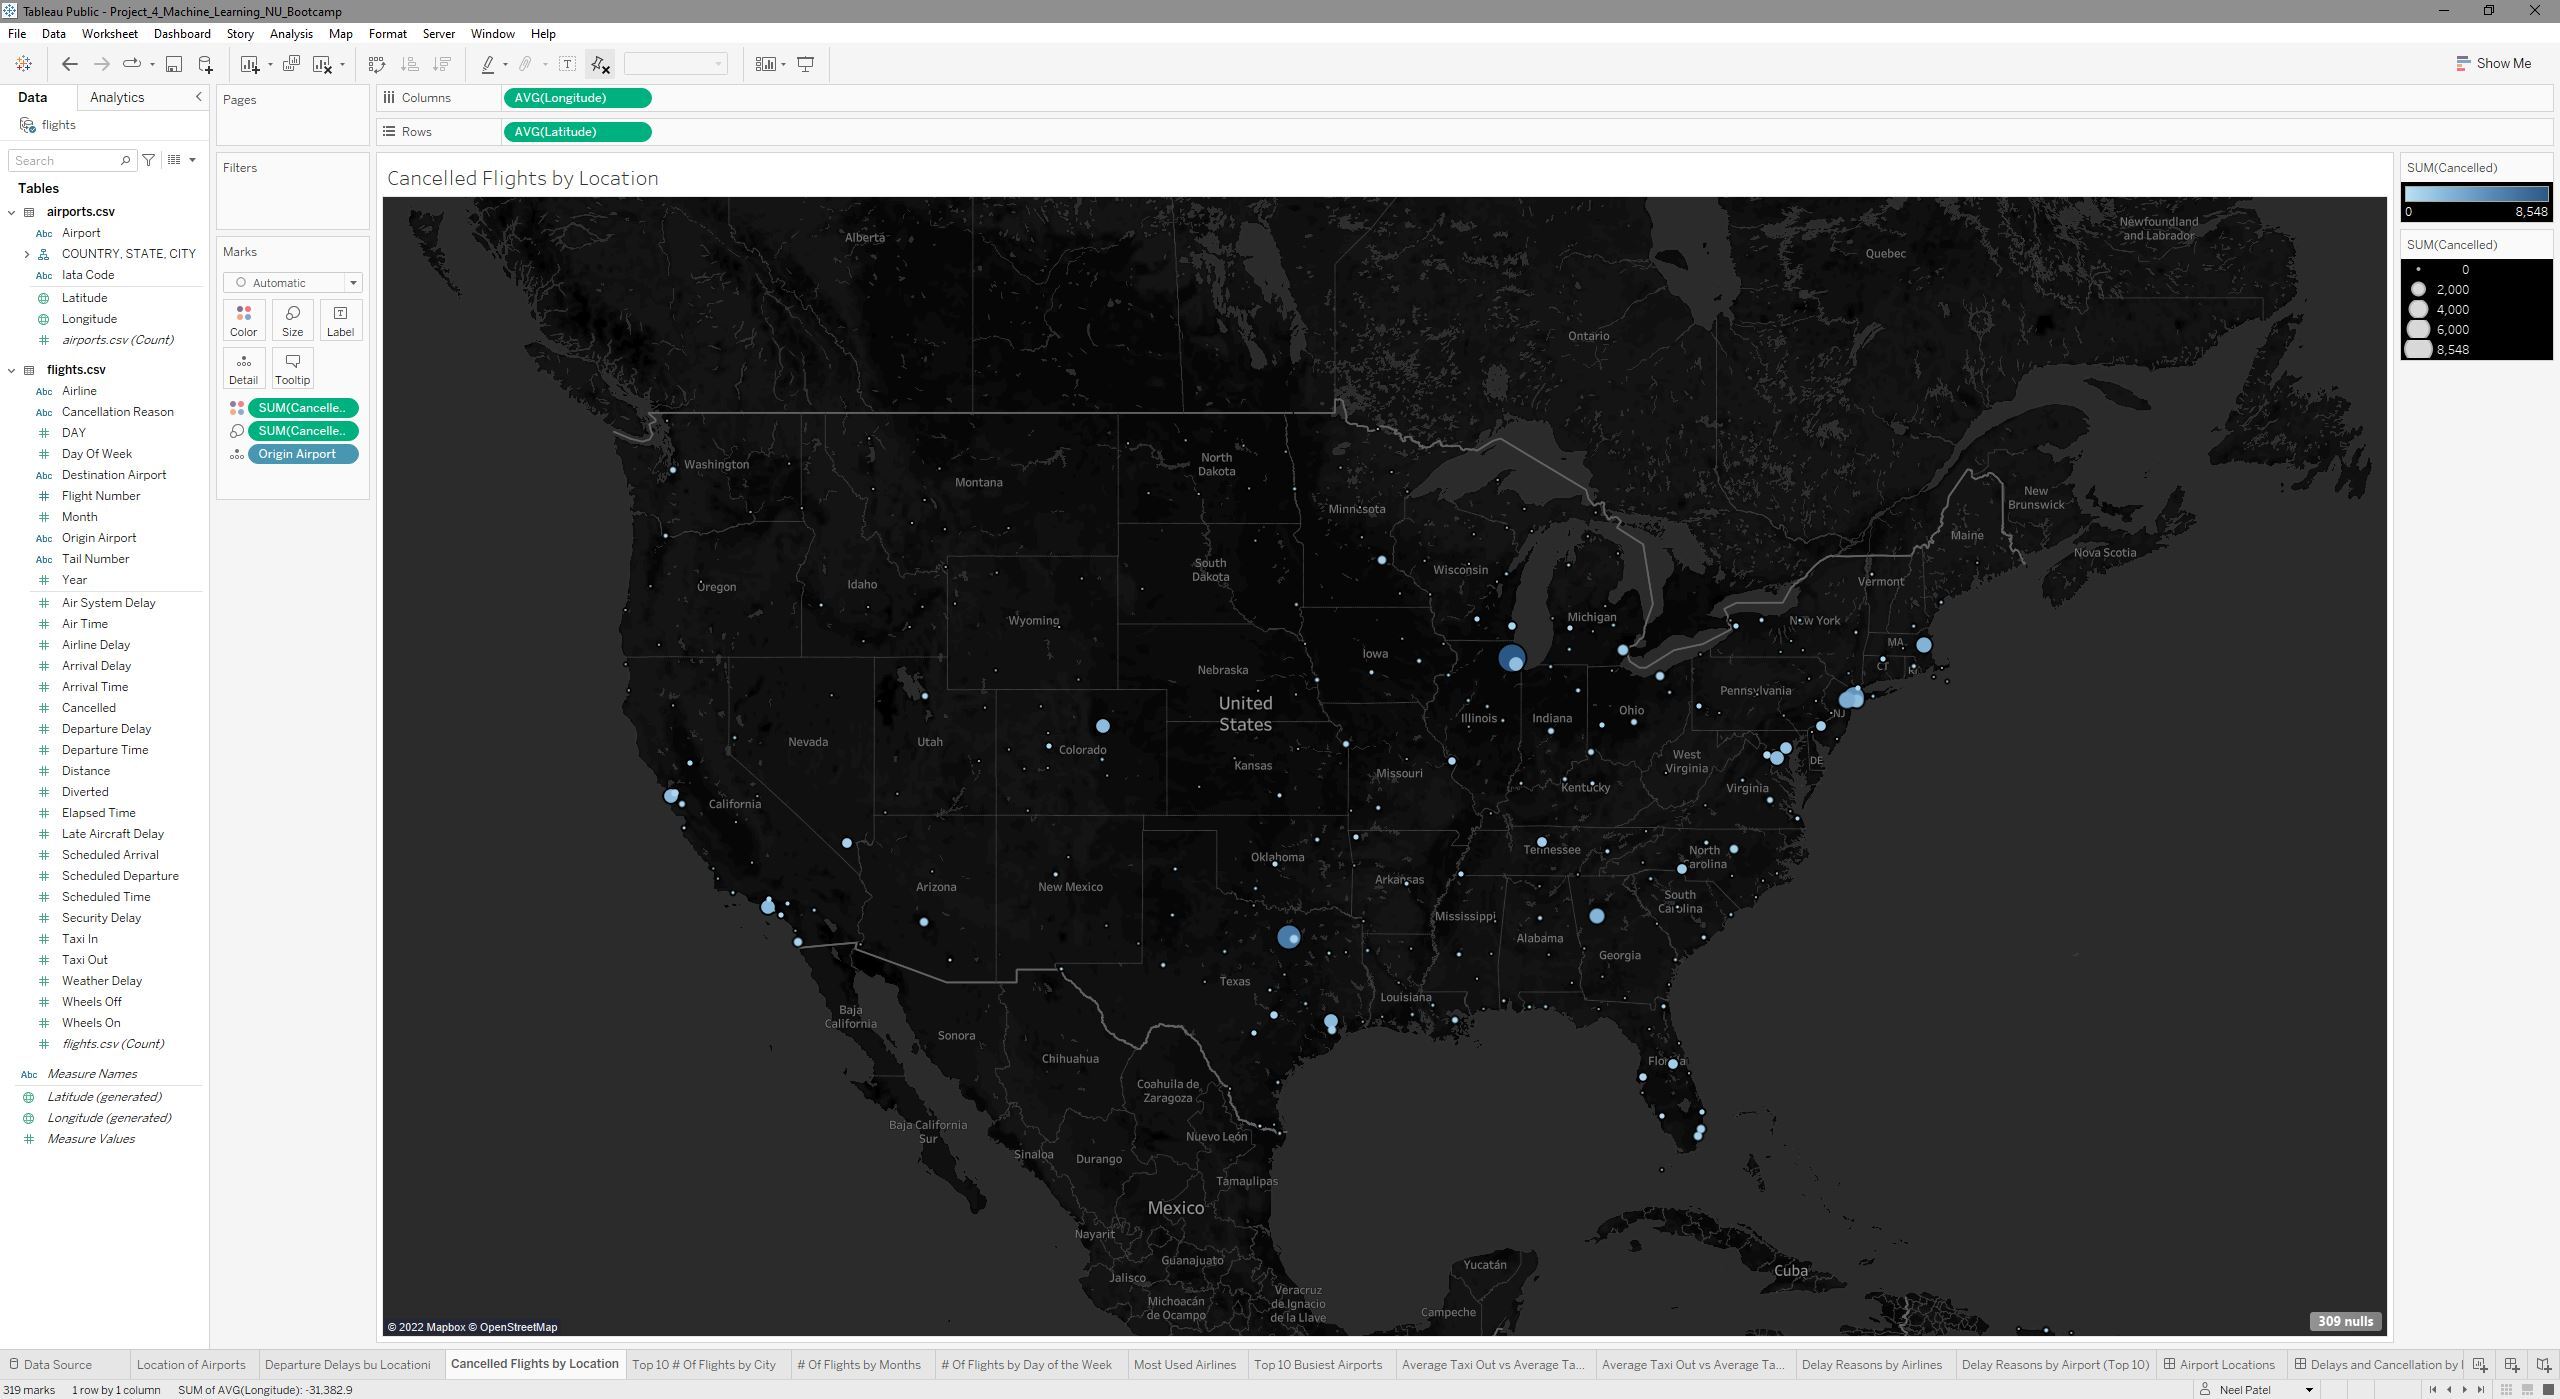 Tableau Public - Project_4_Machine_Learning_NU_Bootcamp
File Data Worksheet Dashboard Story Analysis Map Format Server Window Help
Show Me
Data Analytics
flights
Search
Tables
airports.csv
Abc Airport
COUNTRY, STATE, CITY
Abc Iata Code
Latitude
Longitude
airports.csv (Count)
flights.csv
Abc Airline
Abc Cancellation Reason
# DAY
# Day Of Week
Abc Destination Airport
# Flight Number
# Month
Abc Origin Airport
Abc Tail Number
# Year
# Air System Delay
# Air Time
# Airline Delay
# Arrival Delay
# Arrival Time
# Cancelled
# Departure Delay
# Departure Time
# Distance
# Diverted
# Elapsed Time
# Late Aircraft Delay
# Scheduled Arrival
# Scheduled Departure
# Scheduled Time
# Security Delay
# Taxi In
# Taxi Out
# Weather Delay
# Wheels Off
# Wheels On
# flights.csv (Count)
Abc Measure Names
Latitude (generated)
Longitude (generated)
# Measure Values
Pages
Filters
Marks
Automatic
Color Size Label
Detail Tooltip
SUM(Cancelle..
SUM(Cancelle..
Origin Airport
Columns AVG(Longitude)
Rows AVG(Latitude)
Cancelled Flights by Location
Alberta
Ontario
Quebec
Newfoundland
and Labrador
New
Brunswick
Nova Scotia
Maine
Vermont
New York
MA
CT
RI
Pennsylvania
NJ
DE
Washington
Montana
North
Dakota
Minnesota
Oregon
Idaho
South
Dakota
Wisconsin
Michigan
Wyoming
Iowa
Nebraska
United
States
Illinois
Indiana
Ohio
Nevada
Utah
Colorado
Kansas
Missouri
West
Virginia
Kentucky
Virginia
California
Oklahoma
Tennessee
North
Carolina
Arizona
New Mexico
Arkansas
South
Carolina
Mississippi
Alabama
Georgia
Texas
Louisiana
Florida
Baja
California
Sonora
Chihuahua
Coahuila de
Zaragoza
Baja California
Sur
Nuevo León
Sinaloa
Durango
Tamaulipas
Mexico
Nayarit
Guanajuato
Jalisco
Michoacán
de Ocampo
Veracruz
de Ignacio
de la Llave
Yucatán
Campeche
Cuba
© 2022 Mapbox © OpenStreetMap
309 nulls
SUM(Cancelled)
0 8,548
SUM(Cancelled)
0
2,000
4,000
6,000
8,548
Data Source Location of Airports Departure Delays bu Locationi Cancelled Flights by Location Top 10 # Of Flights by City # Of Flights by Months # Of Flights by Day of the Week Most Used Airlines Top 10 Busiest Airports Average Taxi Out vs Average Ta... Average Taxi Out vs Average Ta... Delay Reasons by Airlines Delay Reasons by Airport (Top 10) Airport Locations Delays and Cancellation by l
319 marks 1 row by 1 column SUM of AVG(Longitude): -31,382.9 Neel Patel